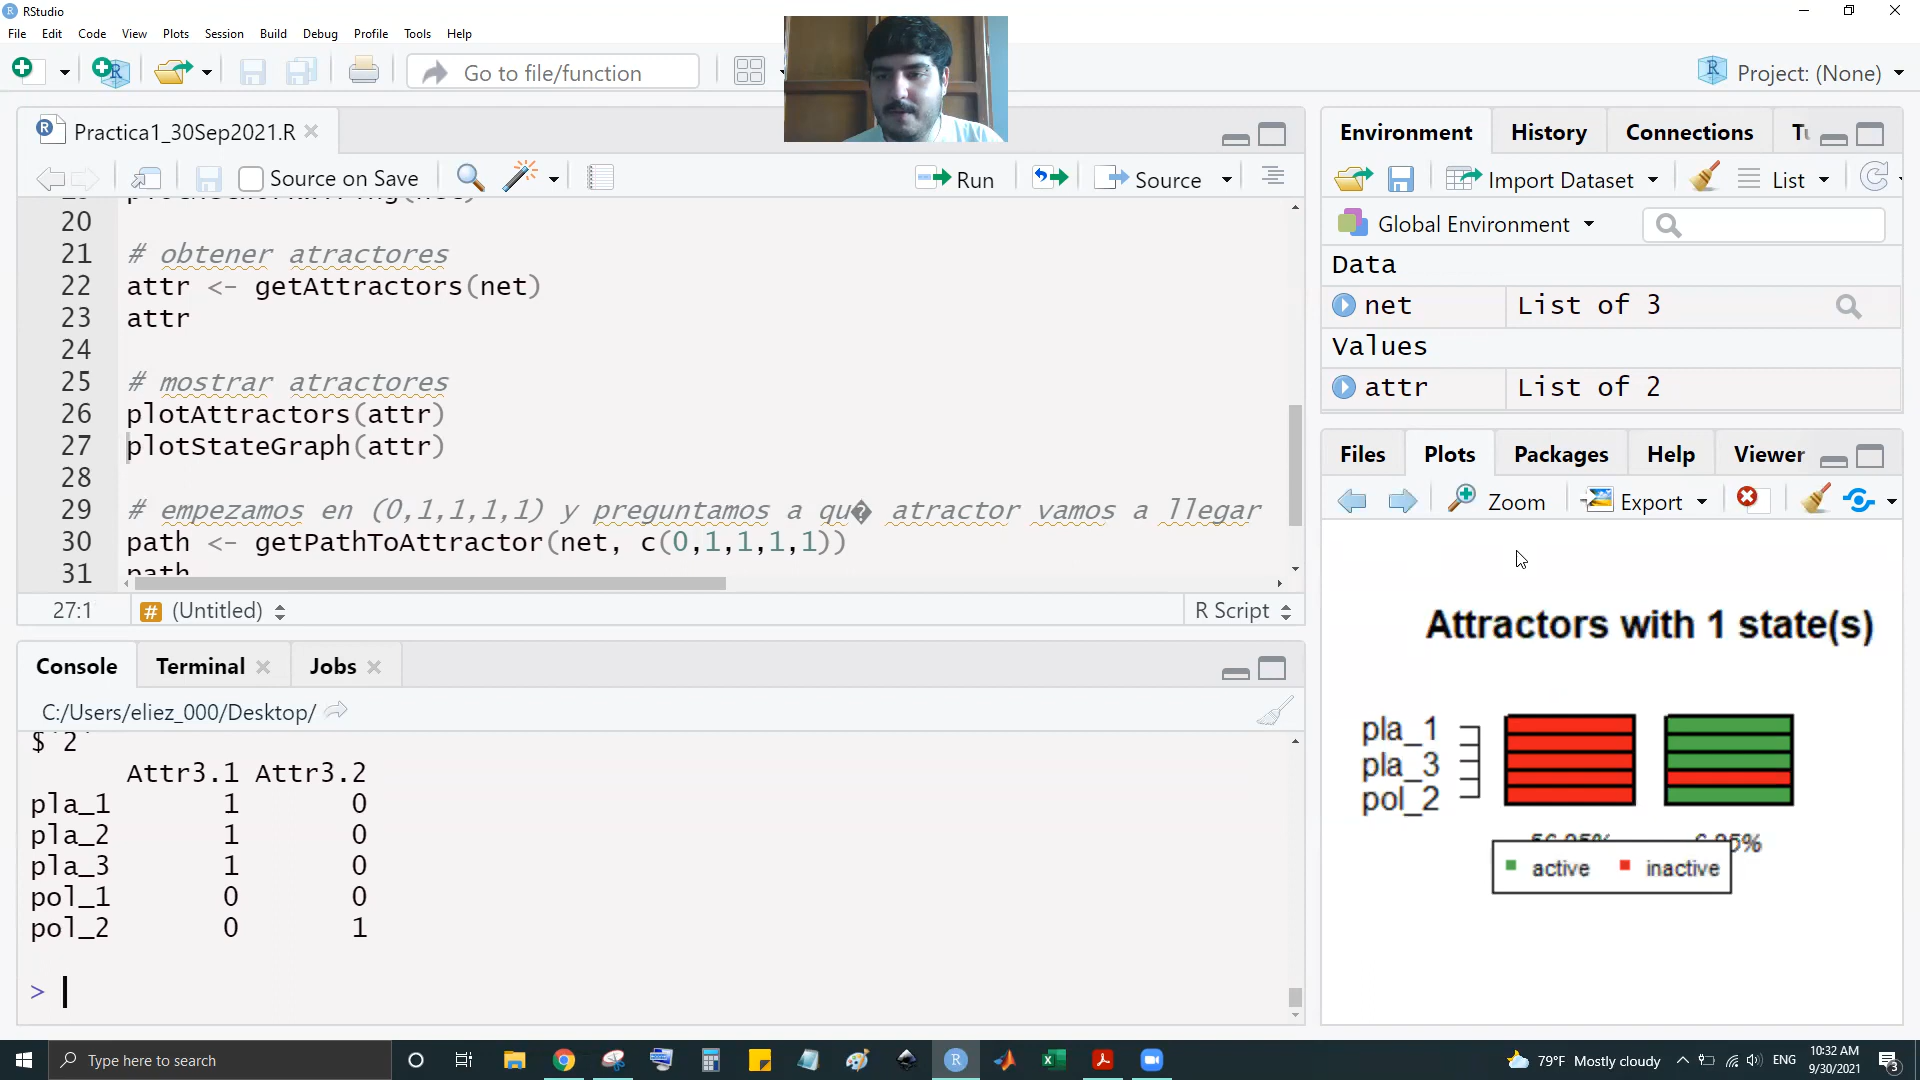 RStudio
File Edit Code View Plots Session Build Debug Profile Tools Help
Go to file/function
Project: (None)
Practica1_30Sep2021.R
Source on Save
Run
Source
20
21 # obtener atractores
22 attr <- getAttractors(net)
23 attr
24
25 # mostrar atractores
26 plotAttractors(attr)
27 plotStateGraph(attr)
28
29 # empezamos en (0,1,1,1,1) y preguntamos a qu� atractor vamos a llegar
30 path <- getPathToAttractor(net, c(0,1,1,1,1))
31 path
27:1 (Untitled) R Script
Console Terminal Jobs
C:/Users/eliez_000/Desktop/
$`2`
Attr3.1 Attr3.2
pla_1 1 0
pla_2 1 0
pla_3 1 0
pol_1 0 0
pol_2 0 1
>
Environment History Connections
Import Dataset List
Global Environment
Data
net List of 3
Values
attr List of 2
Files Plots Packages Help Viewer
Zoom Export
Attractors with 1 state(s)
pla_1
pla_3
pol_2
active inactive
Type here to search
79°F Mostly cloudy ENG
10:32 AM
9/30/2021
3